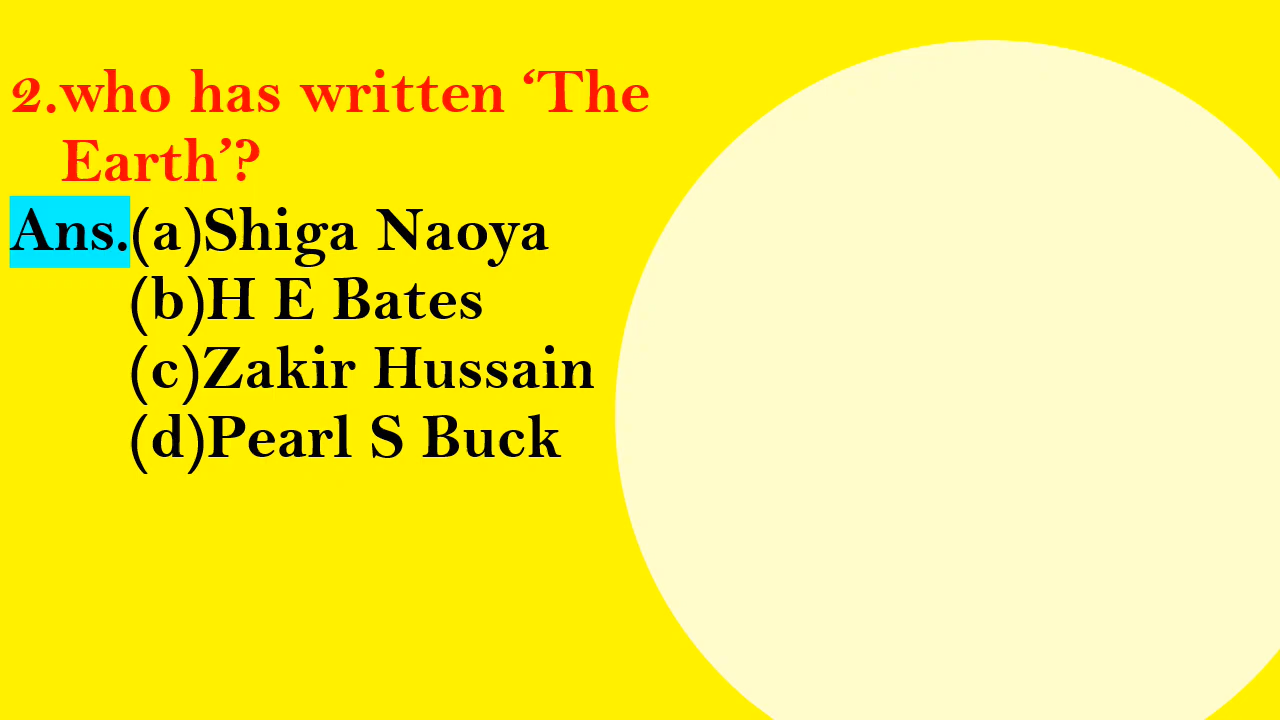 2.who has written ‘The
Earth’?
Ans.(a)Shiga Naoya
(b)H E Bates
(c)Zakir Hussain
(d)Pearl S Buck